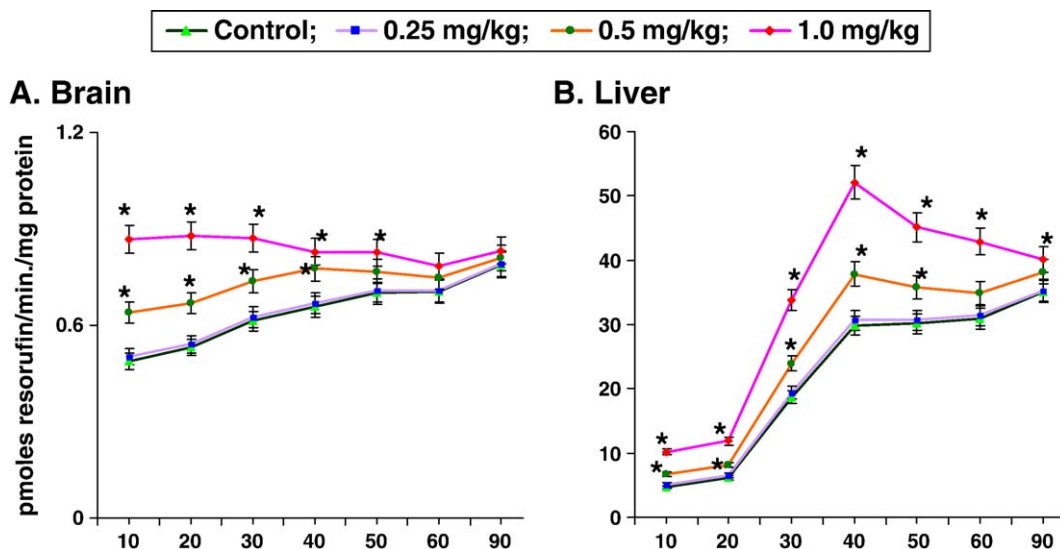 Control; 0.25 mg/kg; 0.5 mg/kg; 1.0 mg/kg
A. Brain
B. Liver
pmoles resorufin/min./mg protein
1.2
0.6
0
* * * * *
* * * *
10 20 30 40 50 60 90
60
50
40
30
20
10
0
* * * * * * *
* * * * *
10 20 30 40 50 60 90